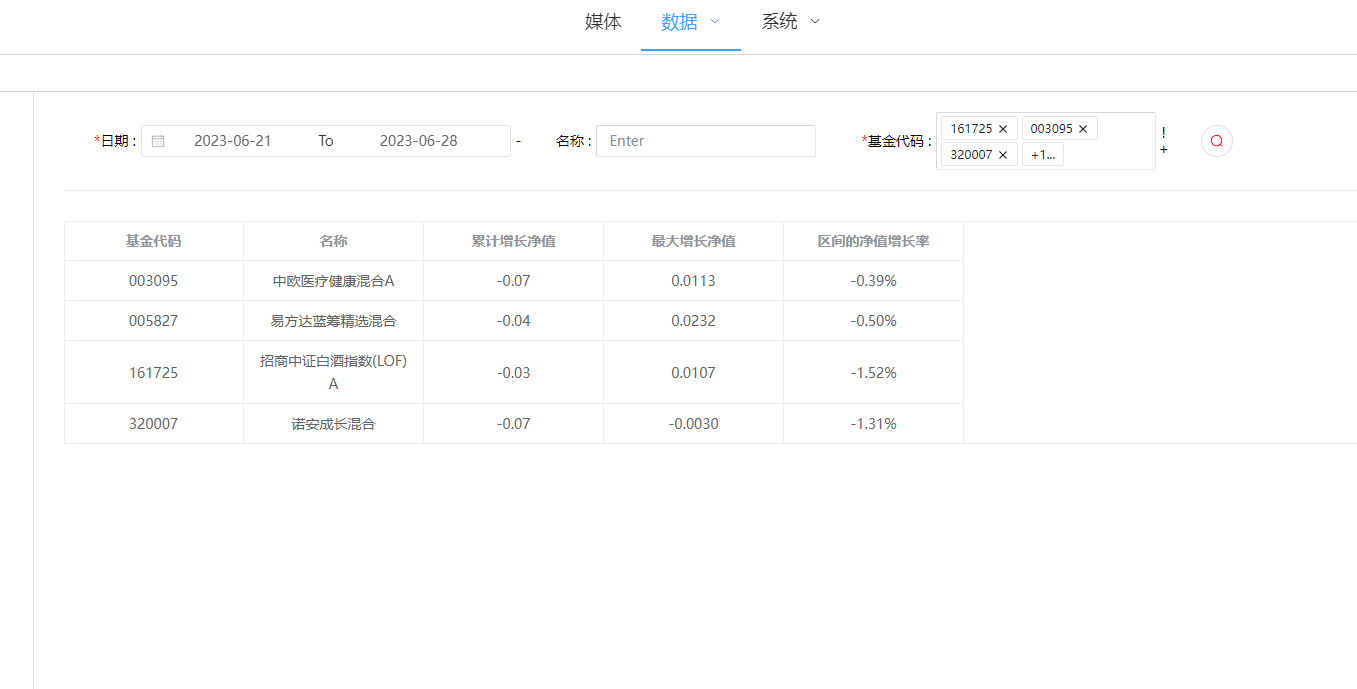 媒体 数据 系统
*日期 : 2023-06-21 To 2023-06-28 - 名称 : Enter *基金代码 : 161725 × 003095 × ! +
320007 × +1...
基金代码 名称 累计增长净值 最大增长净值 区间的净值增长率
003095 中欧医疗健康混合A -0.07 0.0113 -0.39%
005827 易方达蓝筹精选混合 -0.04 0.0232 -0.50%
161725 招商中证白酒指数(LOF) -0.03 0.0107 -1.52%
A
320007 诺安成长混合 -0.07 -0.0030 -1.31%